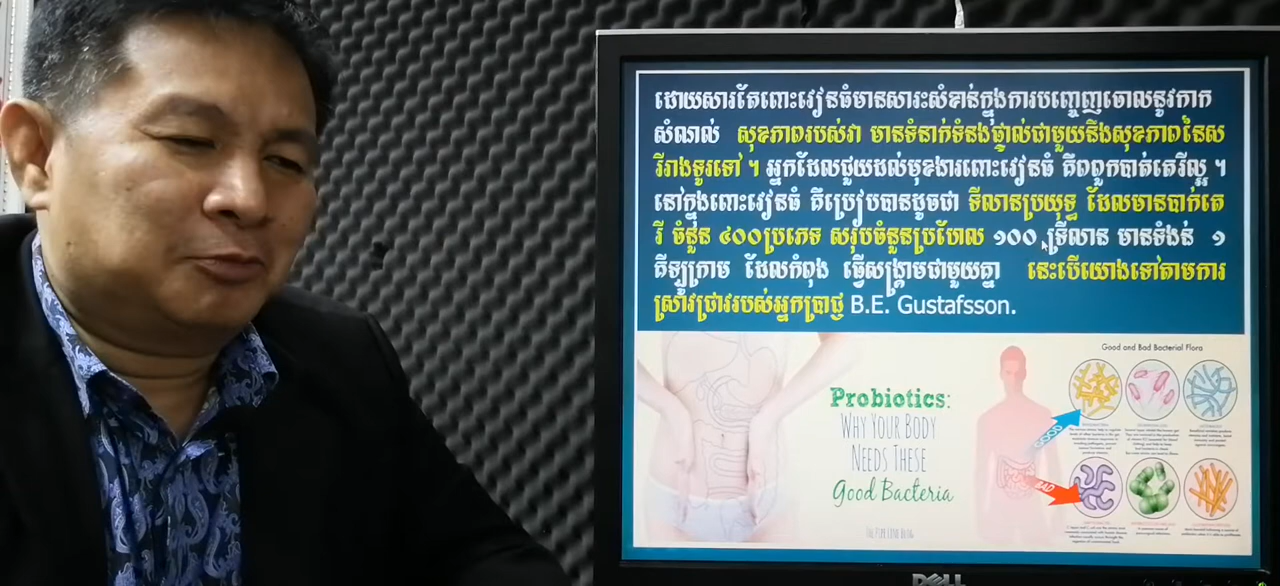 ដោយសារតែពោះវៀនធំមានសារៈសំខាន់ក្នុងការបញ្ចេញចោលនូវកាក
សំណល់ សុខភាពរបស់វា មានទំនាក់ទំនងផ្ទាល់ជាមួយនឹងសុខភាពនៃស
រីរាងទូរទៅ ។ អ្នកដែលជួយដល់មុខងារពោះវៀនធំ គឺពពួកបាត់តេរីល្អ ។
នៅក្នុងពោះវៀនធំ គឺប្រៀបបានដូចជា ទីលានប្រយុទ្ធ ដែលមានបាក់តេ
រី ចំនួន ៤០០ប្រភេទ សរុបចំនួនប្រហែល ១០០ ទ្រីលាន មានទំងន់ ១
គីឡូក្រាម ដែលកំពុង ធ្វើសង្គ្រាមជាមួយគ្នា នេះបើយោងទៅតាមការ
ស្រាវជ្រាវរបស់អ្នកប្រាជ្ញ B.E. Gustafsson.
Probiotics:
WHY YOUR BODY
NEEDS THESE
Good Bacteria
Good and Bad Bacterial Flora
GOOD
BAD
DELL